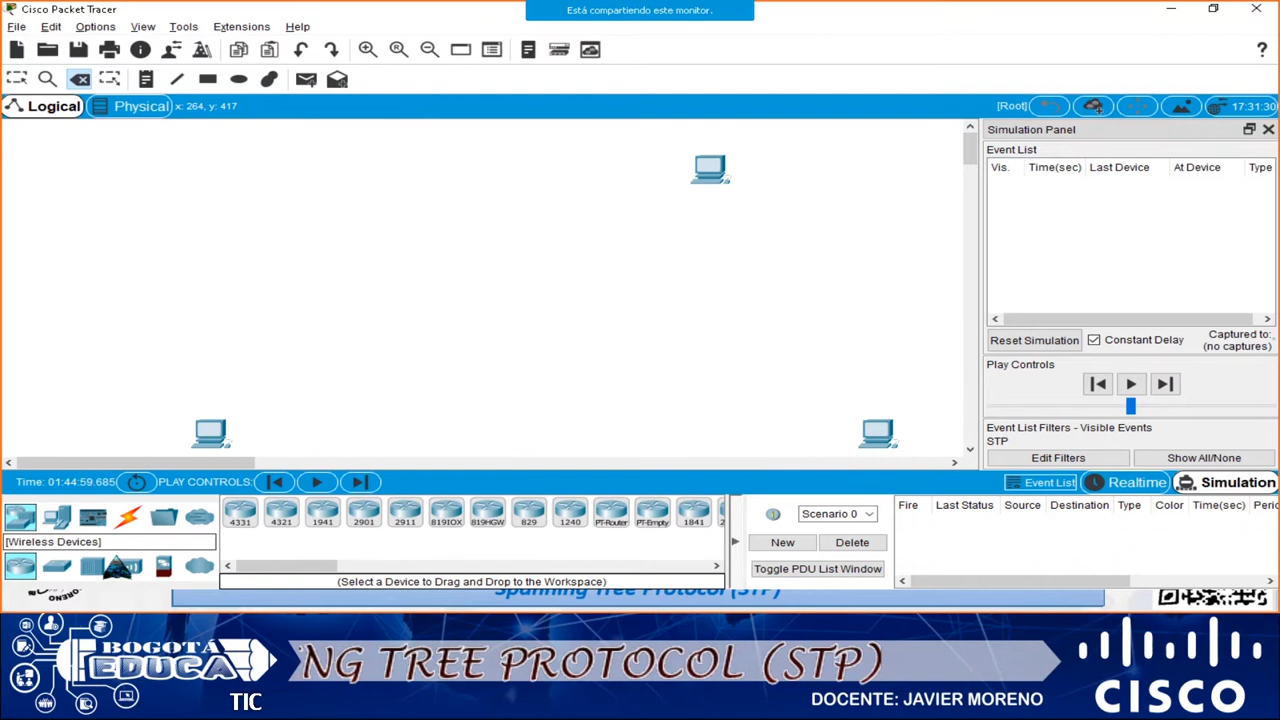 Cisco Packet Tracer
Está compartiendo este monitor.
File Edit Options View Tools Extensions Help
?
Logical Physical x: 264, y: 417 [Root] 17:31:30
Simulation Panel
Event List
Vis. Time(sec) Last Device At Device Type
Reset Simulation Constant Delay Captured to:
(no captures)
Play Controls
Event List Filters - Visible Events
STP
Edit Filters Show All/None
Time: 01:44:59.685 PLAY CONTROLS: Event List Realtime Simulation
4331 4321 1941 2901 2911 819IOX 819HGW 829 1240 PT-Router PT-Empty 1841
[Wireless Devices]
(Select a Device to Drag and Drop to the Workspace)
Scenario 0
New Delete
Toggle PDU List Window
Fire Last Status Source Destination Type Color Time(sec)
Spanning Tree Protocol (STP)
BOGOTÁ
EDUCA
TIC
NG TREE PROTOCOL (STP)
DOCENTE: JAVIER MORENO
CISCO